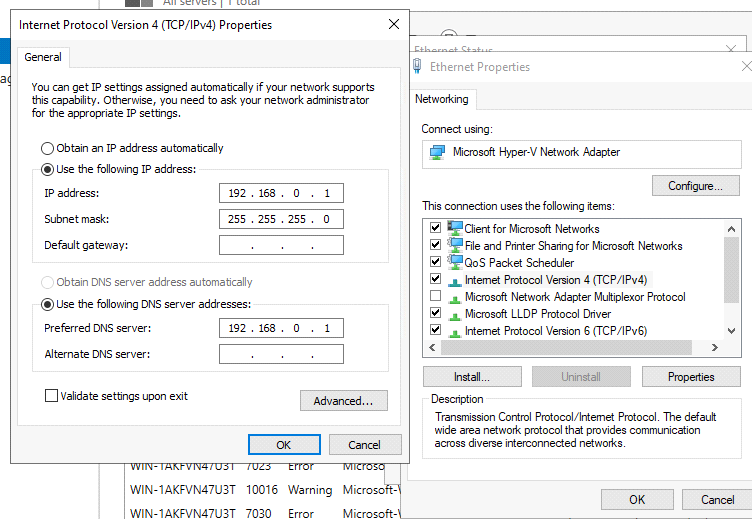 All servers | 1 total
Internet Protocol Version 4 (TCP/IPv4) Properties
General
You can get IP settings assigned automatically if your network supports
this capability. Otherwise, you need to ask your network administrator
for the appropriate IP settings.
Obtain an IP address automatically
Use the following IP address:
IP address: 192 . 168 . 0 . 1
Subnet mask: 255 . 255 . 255 . 0
Default gateway: . . .
Obtain DNS server address automatically
Use the following DNS server addresses:
Preferred DNS server: 192 . 168 . 0 . 1
Alternate DNS server: . . .
Validate settings upon exit
Advanced...
OK Cancel
Ethernet Status
Ethernet Properties
Networking
Connect using:
Microsoft Hyper-V Network Adapter
Configure...
This connection uses the following items:
Client for Microsoft Networks
File and Printer Sharing for Microsoft Networks
QoS Packet Scheduler
Internet Protocol Version 4 (TCP/IPv4)
Microsoft Network Adapter Multiplexor Protocol
Microsoft LLDP Protocol Driver
Internet Protocol Version 6 (TCP/IPv6)
Install... Uninstall Properties
Description
Transmission Control Protocol/Internet Protocol. The default
wide area network protocol that provides communication
across diverse interconnected networks.
OK Cancel
WIN-1AKFVN47U3T 7023 Error Microsoft-
WIN-1AKFVN47U3T 10016 Warning Microsoft-W
WIN-1AKFVN47U3T 7030 Error Microsoft-